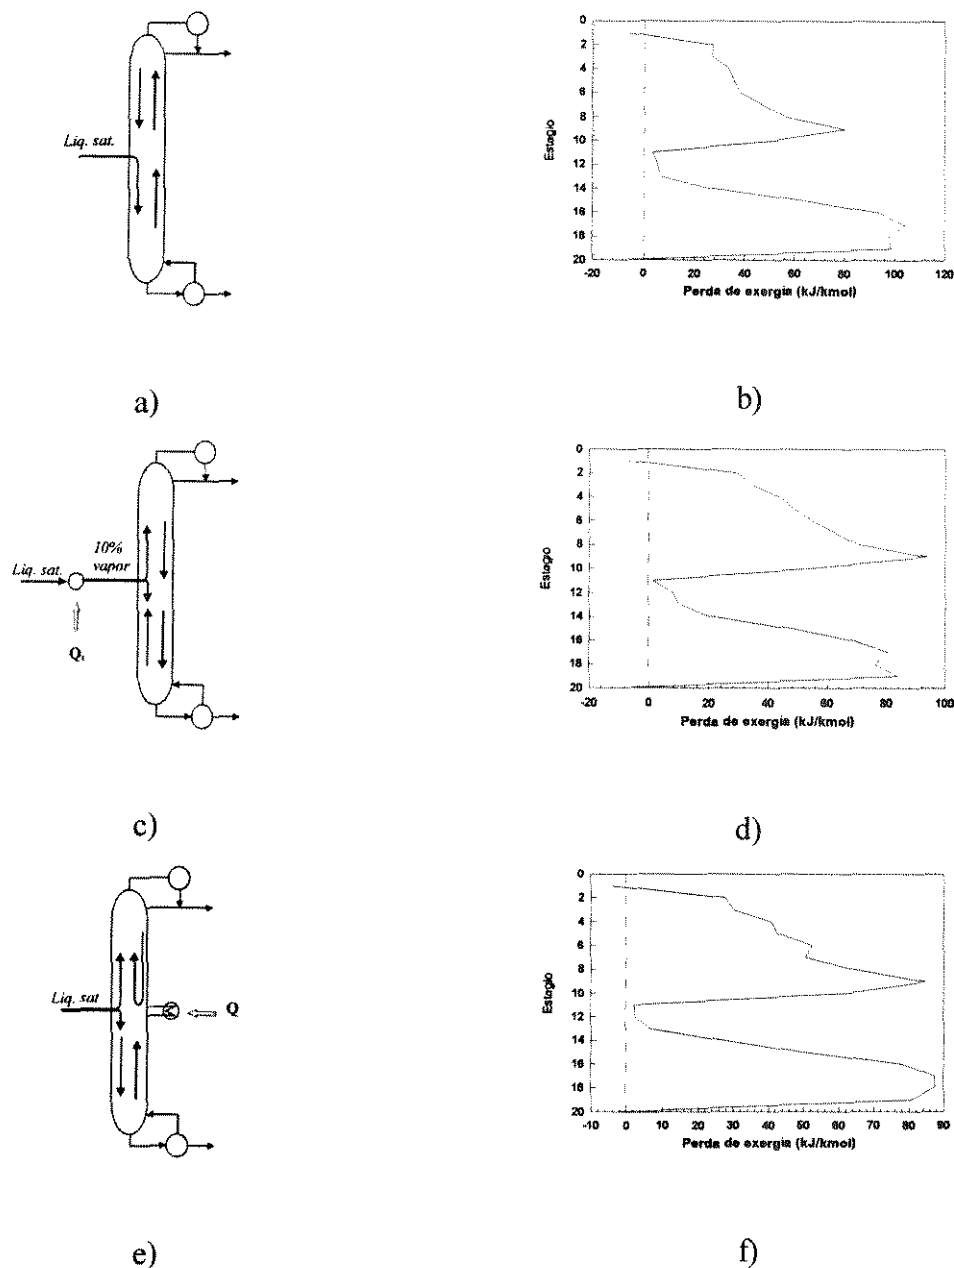 Liq. sat.
a)
0
2
4
6
8
10
12
14
16
18
20
Estagio
-20 0 20 40 60 80 100 120
Perda de exergia (kJ/kmol)
b)
Liq. sat.
10%
vapor
c)
0
2
4
6
8
10
12
14
16
18
20
Estagio
-20 0 20 40 60 80 100
Perda de exergia (kJ/kmol)
d)
Liq. sat
Q
e)
0
2
4
6
8
10
12
14
16
18
20
Estagio
10 0 10 20 30 40 50 60 70 80 90
Perda de exergia (kJ/kmol)
f)